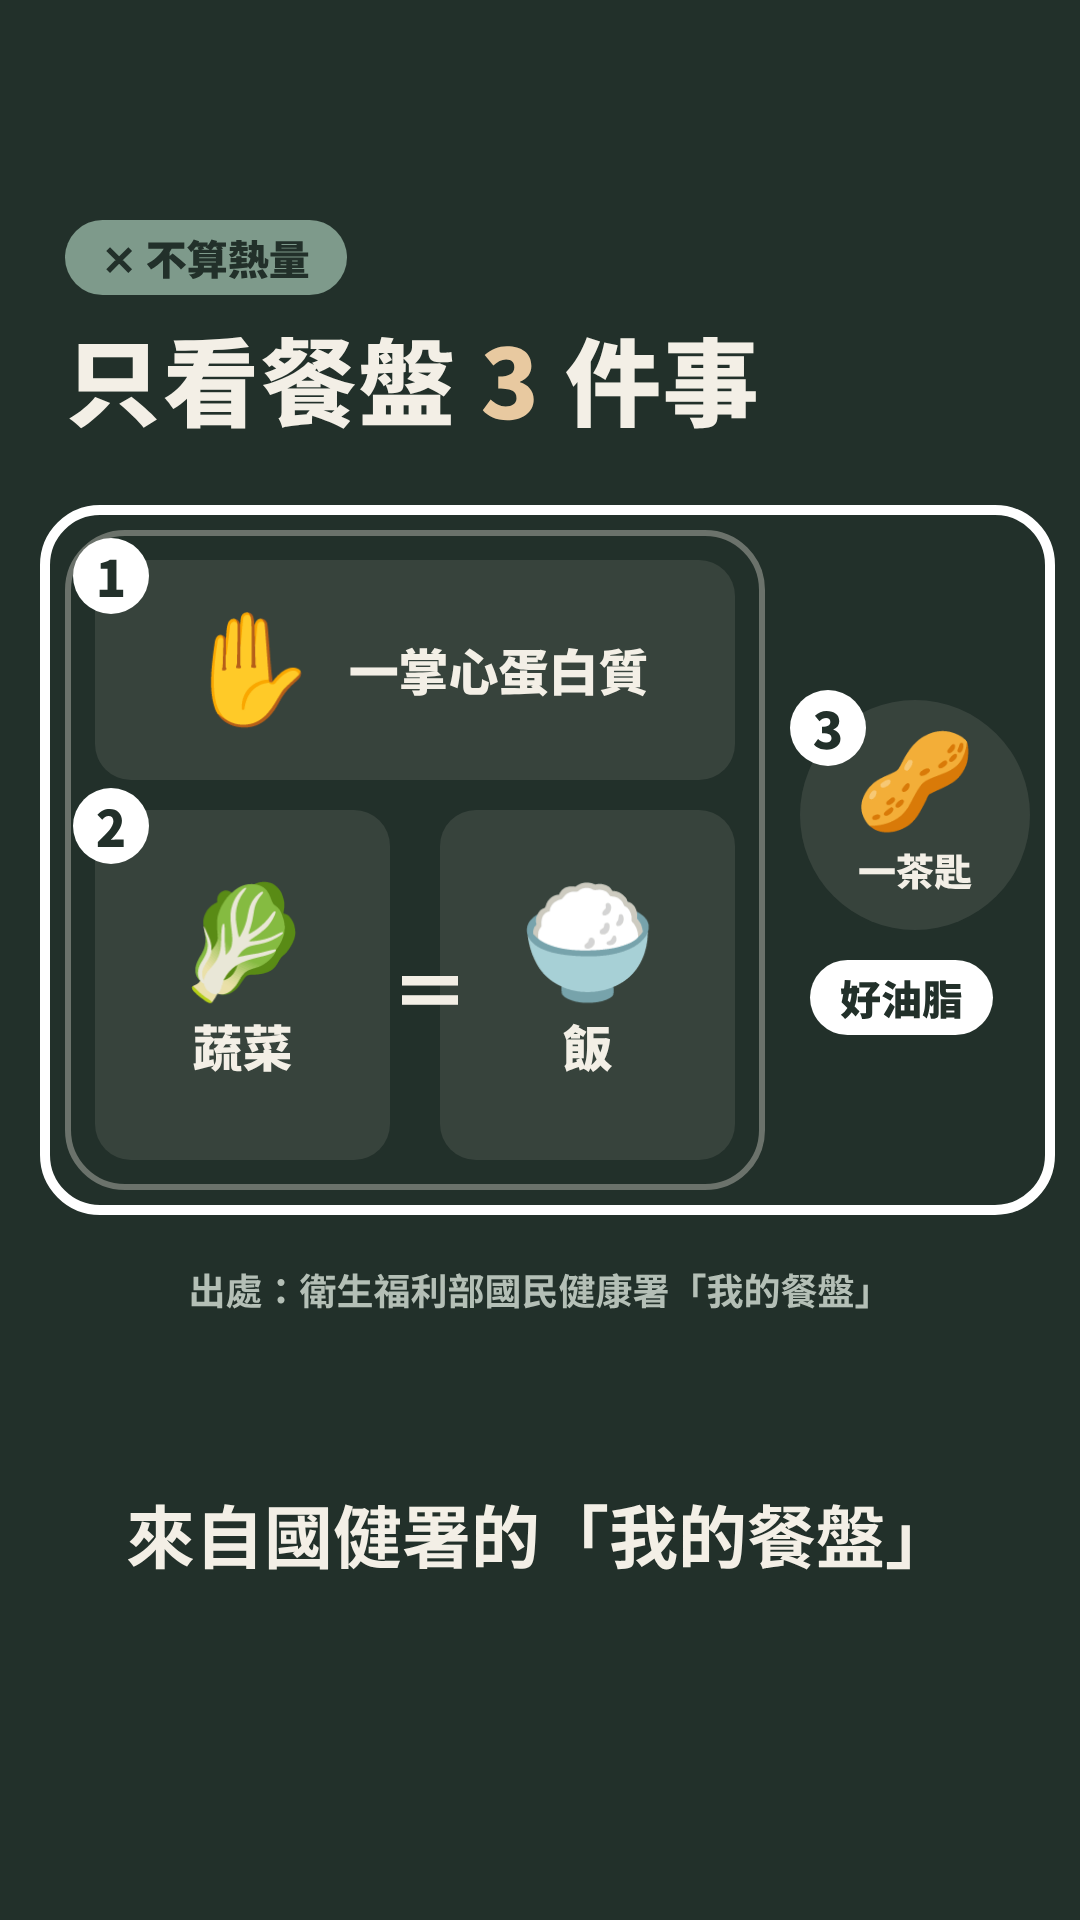 × 不算熱量
只看餐盤 3 件事
1
一掌心蛋白質
2
蔬菜
=
飯
3
一茶匙
好油脂
出處：衛生福利部國民健康署「我的餐盤」
來自國健署的「我的餐盤」